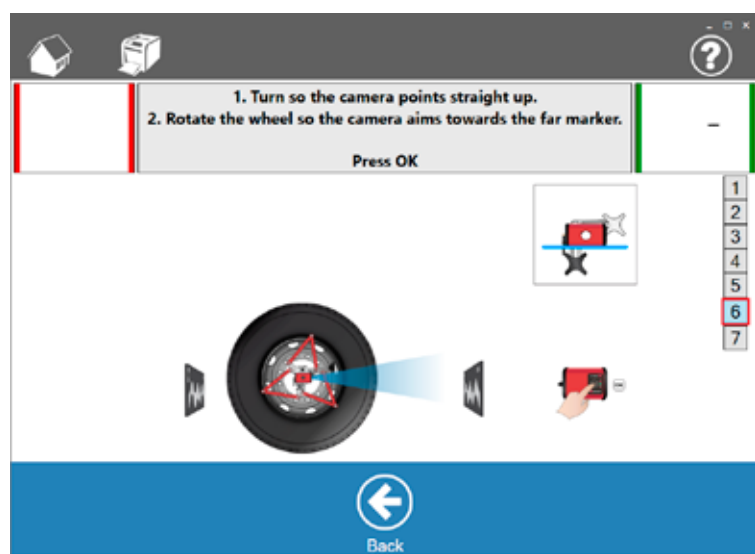 ?
1. Turn so the camera points straight up.
2. Rotate the wheel so the camera aims towards the far marker.
Press OK
–
1
2
3
4
5
6
7
Back